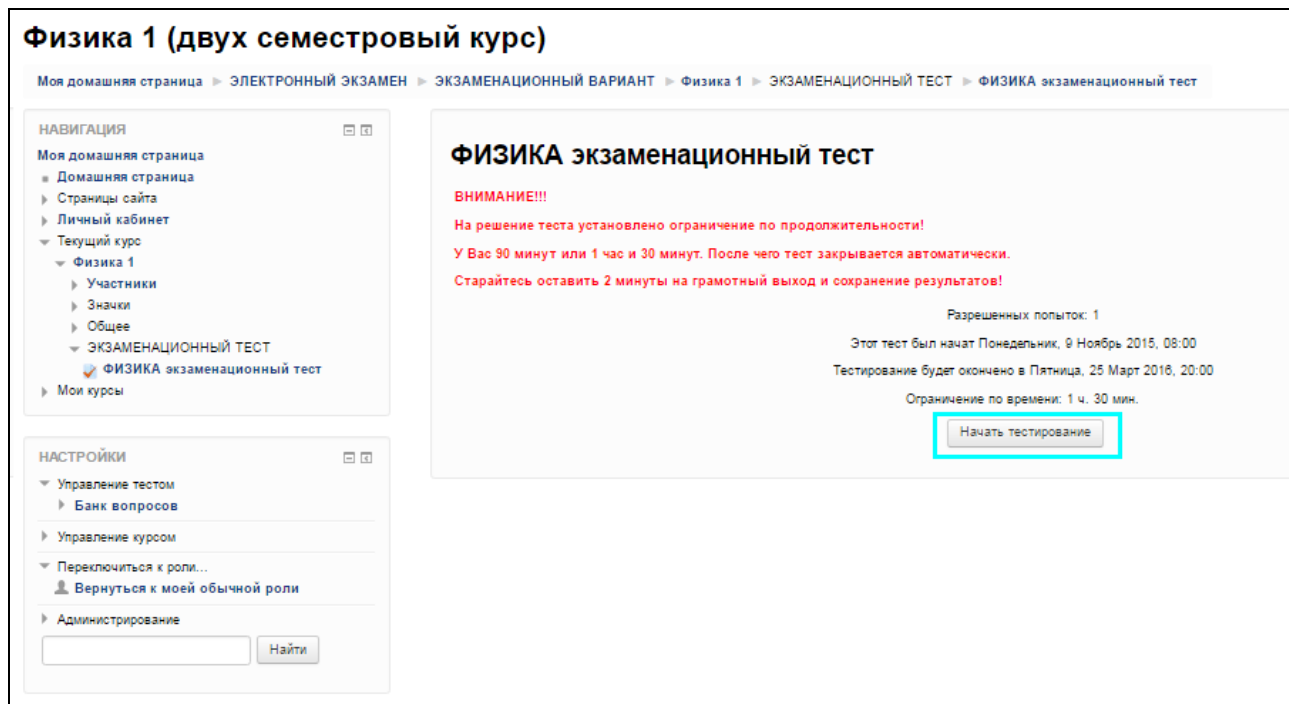 Физика 1 (двух семестровый курс)
Моя домашняя страница ► ЭЛЕКТРОННЫЙ ЭКЗАМЕН ► ЭКЗАМЕНАЦИОННЫЙ ВАРИАНТ ► Физика 1 ► ЭКЗАМЕНАЦИОННЫЙ ТЕСТ ► ФИЗИКА экзаменационный тест
НАВИГАЦИЯ
Моя домашняя страница
Домашняя страница
Страницы сайта
Личный кабинет
Текущий курс
Физика 1
Участники
Значки
Общее
ЭКЗАМЕНАЦИОННЫЙ ТЕСТ
ФИЗИКА экзаменационный тест
Мои курсы
НАСТРОЙКИ
Управление тестом
Банк вопросов
Управление курсом
Переключиться к роли...
Вернуться к моей обычной роли
Администрирование
Найти
ФИЗИКА экзаменационный тест
ВНИМАНИЕ!!!
На решение теста установлено ограничение по продолжительности!
У Вас 90 минут или 1 час и 30 минут. После чего тест закрывается автоматически.
Старайтесь оставить 2 минуты на грамотный выход и сохранение результатов!
Разрешенных попыток: 1
Этот тест был начат Понедельник, 9 Ноябрь 2015, 08:00
Тестирование будет окончено в Пятница, 25 Март 2016, 20:00
Ограничение по времени: 1 ч. 30 мин.
Начать тестирование